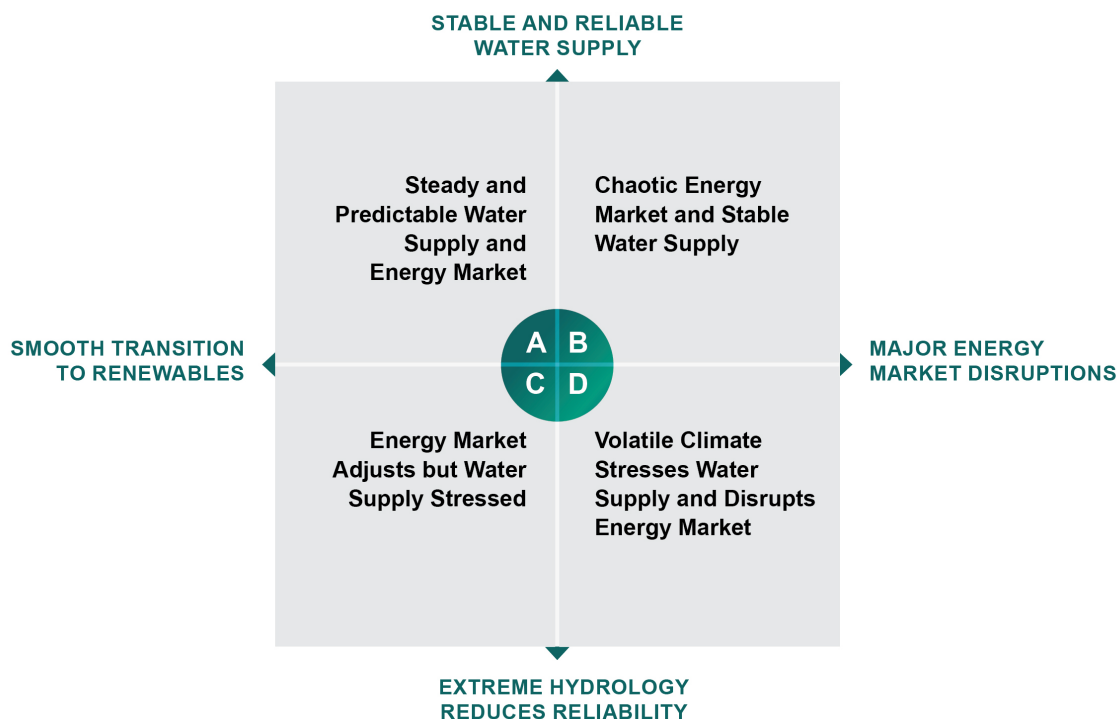 STABLE AND RELIABLE
WATER SUPPLY
Steady and
Predictable Water
Supply and
Energy Market
Chaotic Energy
Market and Stable
Water Supply
SMOOTH TRANSITION
TO RENEWABLES
A B
C D
MAJOR ENERGY
MARKET DISRUPTIONS
Energy Market
Adjusts but Water
Supply Stressed
Volatile Climate
Stresses Water
Supply and Disrupts
Energy Market
EXTREME HYDROLOGY
REDUCES RELIABILITY